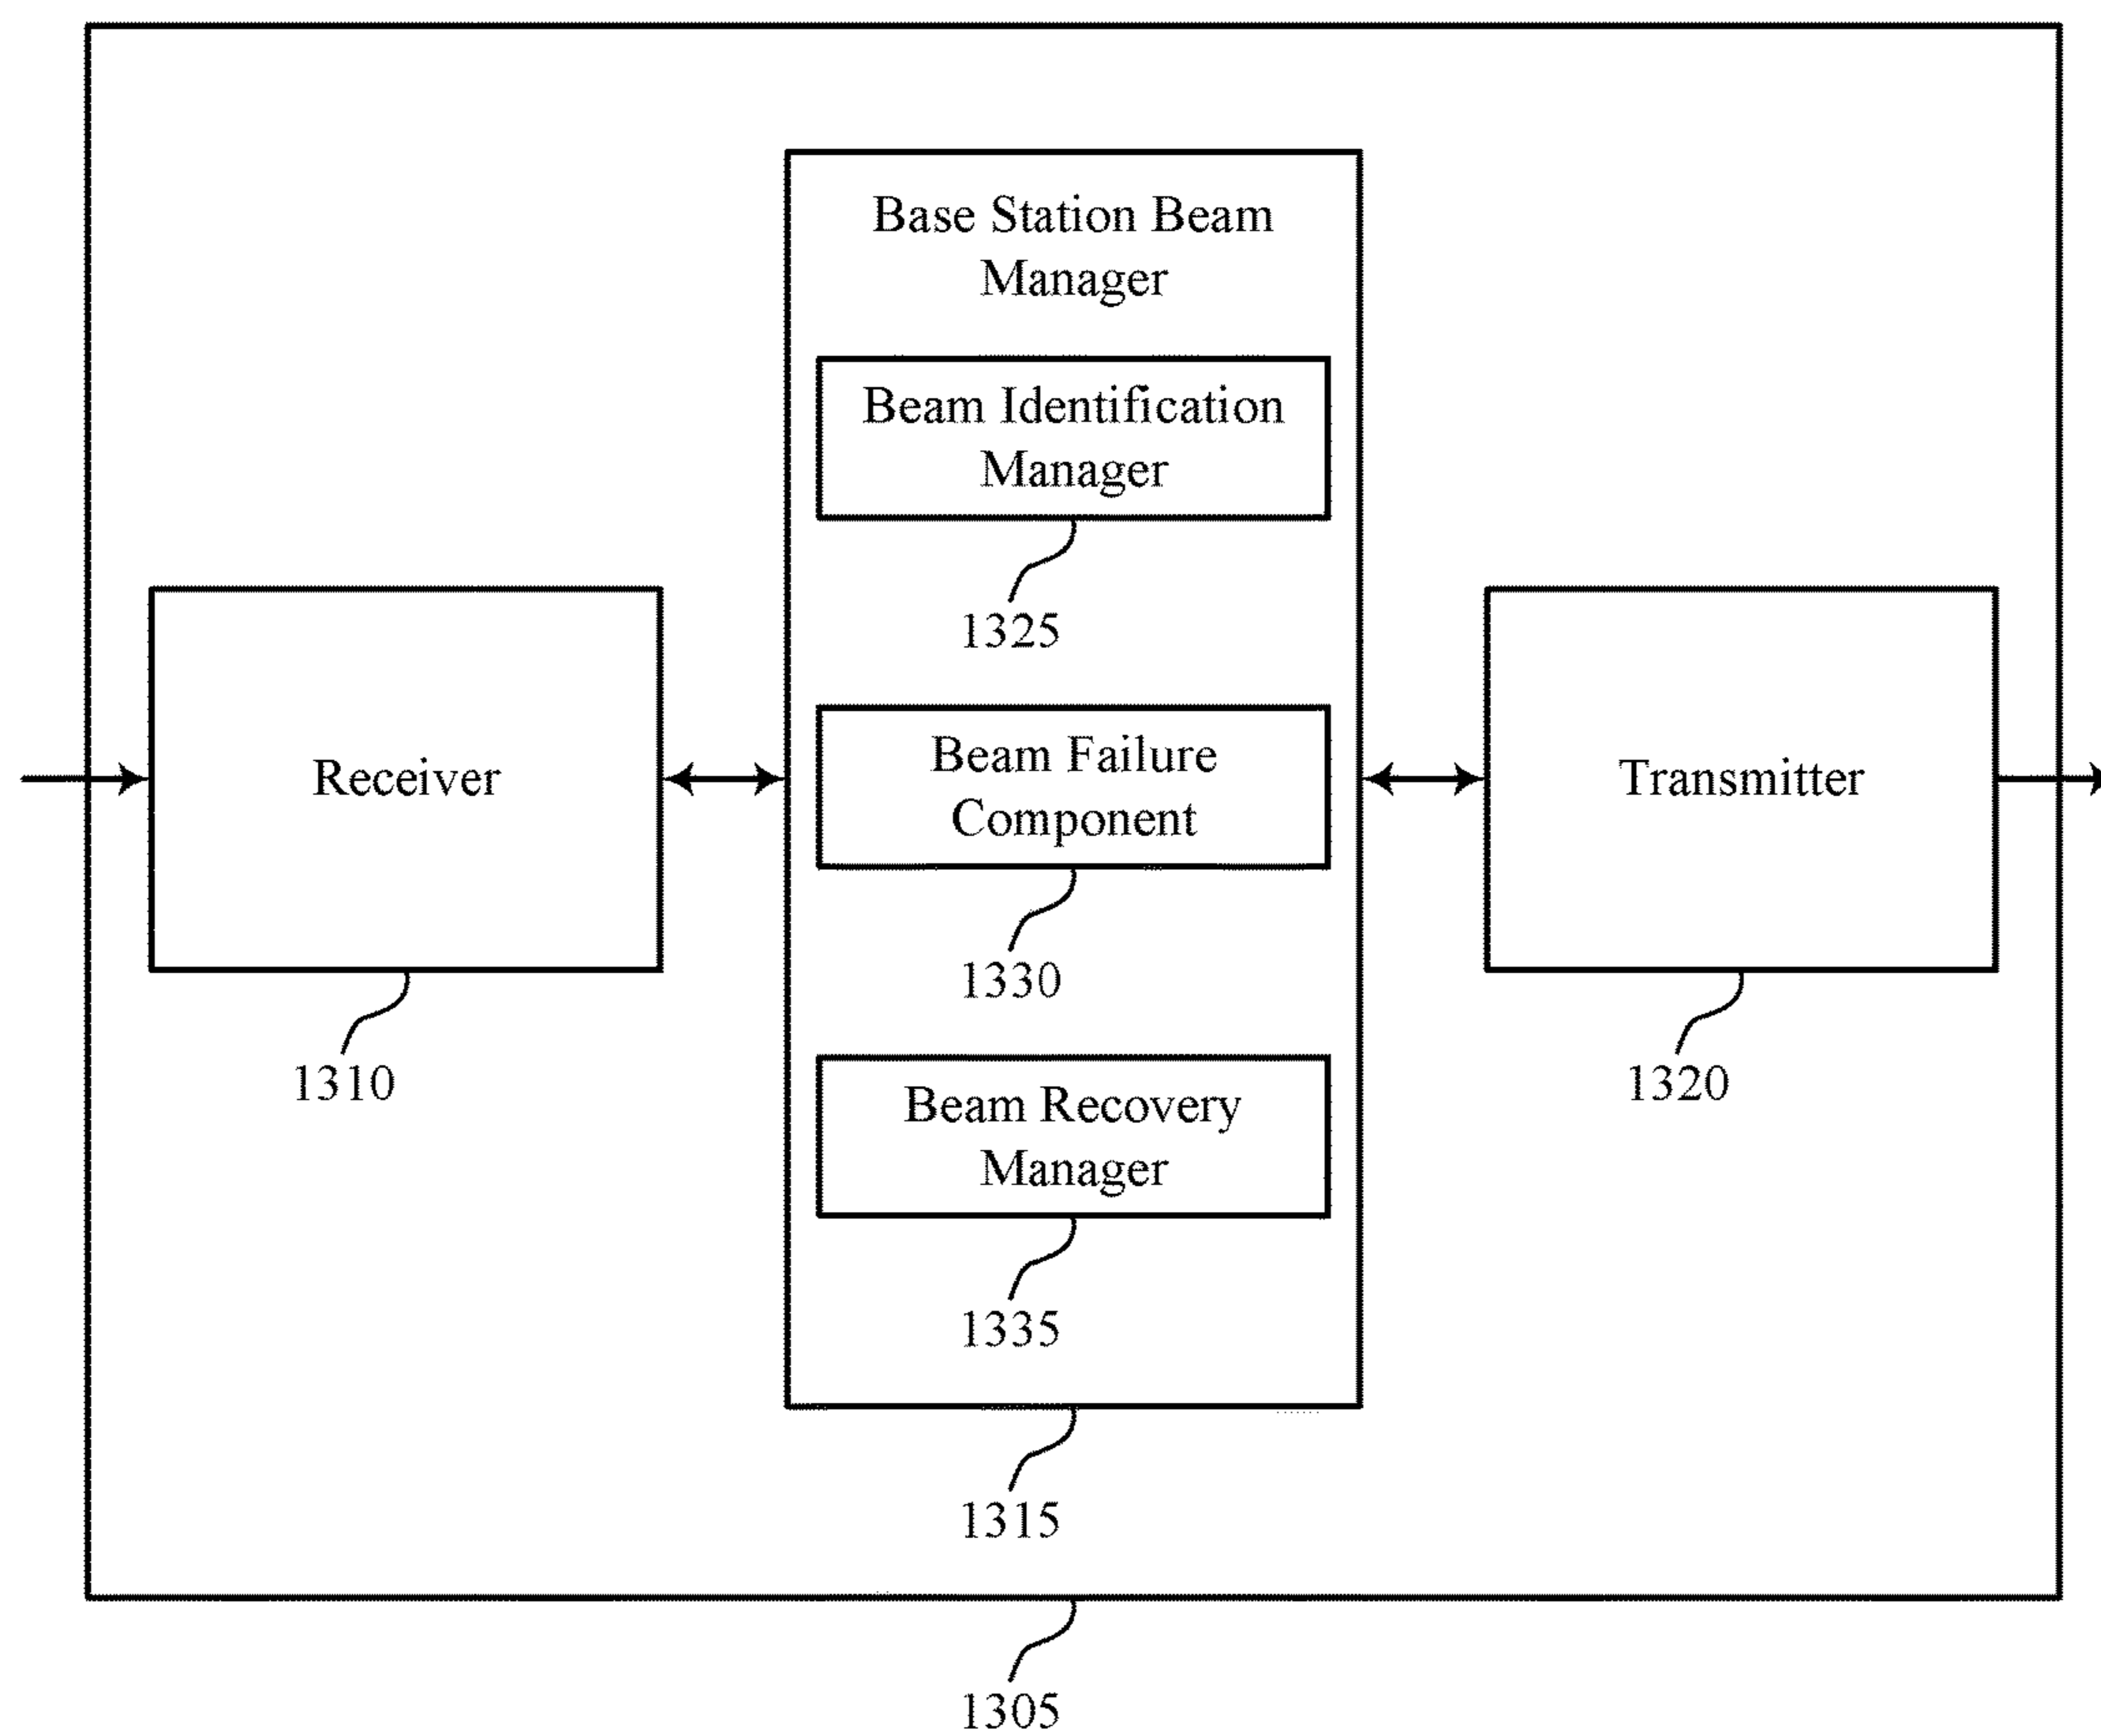 Base Station Beam
Manager
Beam Identification
Manager
1325
Receiver
1310
Beam Failure
Component
1330
Transmitter
1320
Beam Recovery
Manager
1335
1315
1305